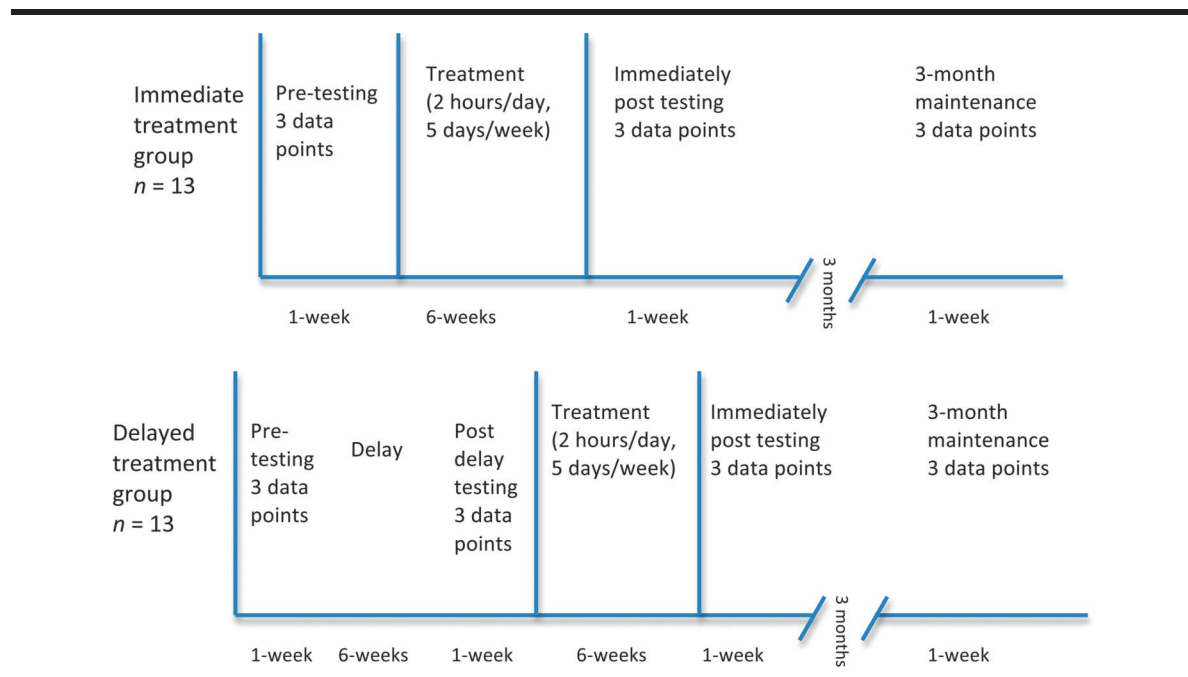 Immediate
treatment
group
n = 13
Pre-testing
3 data
points
Treatment
(2 hours/day,
5 days/week)
Immediately
post testing
3 data points
3-month
maintenance
3 data points
3 months
1-week
6-weeks
1-week
1-week
Delayed
treatment
group
n = 13
Pre-
testing
3 data
points
Delay
Post
delay
testing
3 data
points
Treatment
(2 hours/day,
5 days/week)
Immediately
post testing
3 data points
3-month
maintenance
3 data points
3 months
1-week
6-weeks
1-week
6-weeks
1-week
1-week